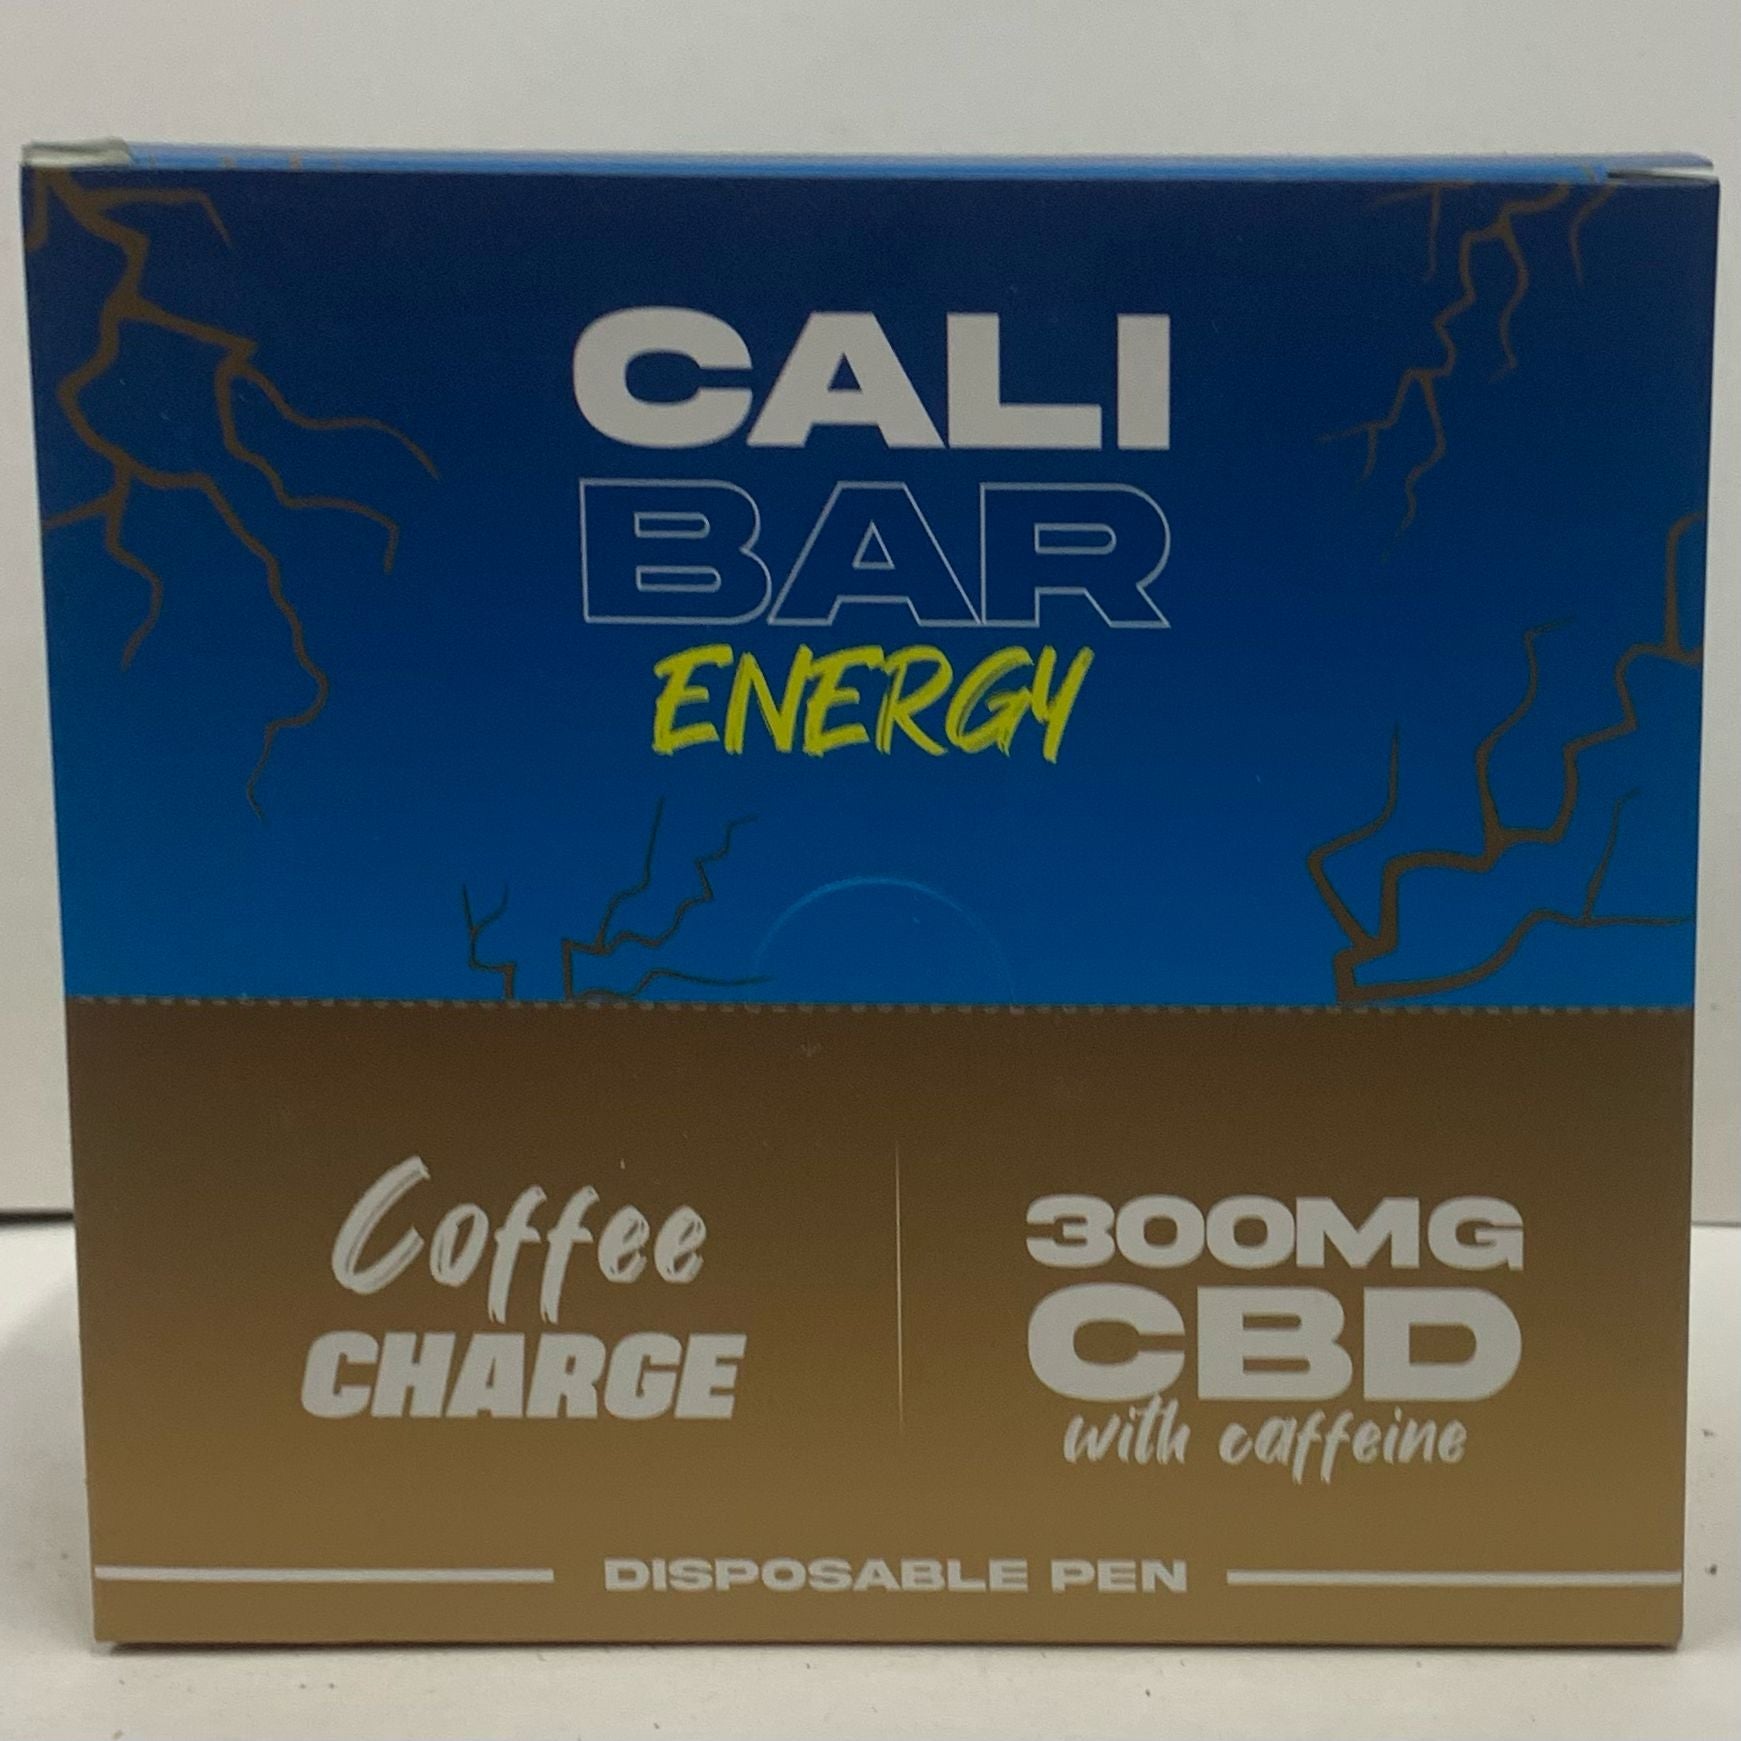 CALI
BAR
ENERGY
Coffee
CHARGE
300MG
CBD
with caffeine
DISPOSABLE PEN